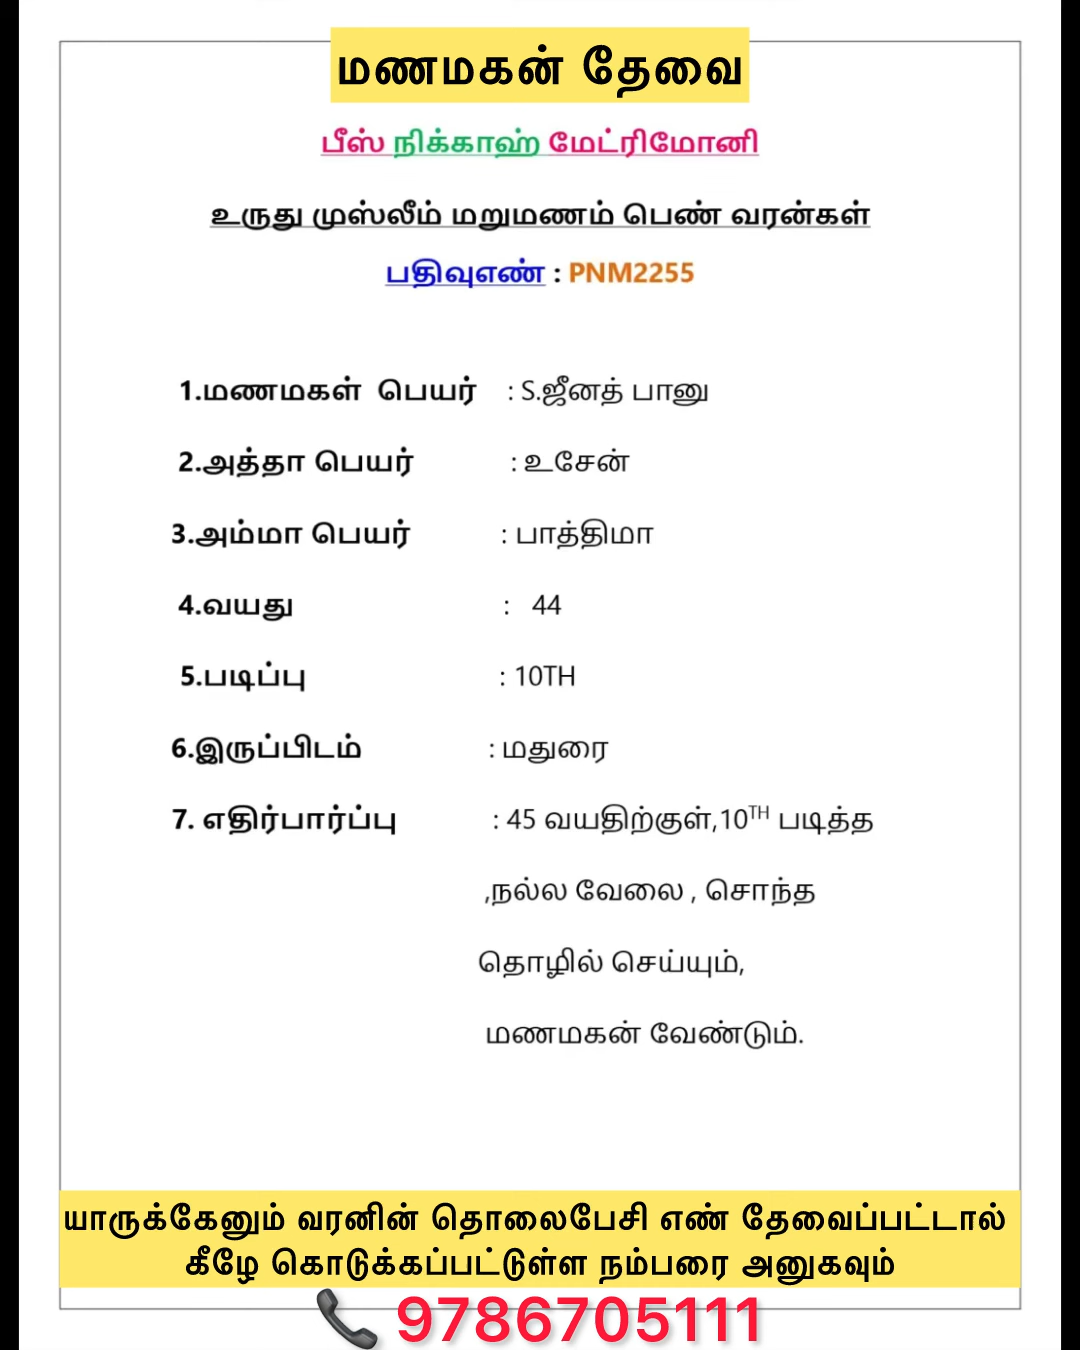 மணமகன் தேவை
பீஸ் நிக்காஹ் மேட்ரிமோனி
உருது முஸ்லீம் மறுமணம் பெண் வரன்கள்
பதிவுஎண் : PNM2255
1.மணமகள் பெயர் : S.ஜீனத் பானு
2.அத்தா பெயர் : உசேன்
3.அம்மா பெயர் : பாத்திமா
4.வயது : 44
5.படிப்பு : 10TH
6.இருப்பிடம் : மதுரை
7. எதிர்பார்ப்பு : 45 வயதிற்குள்,10TH படித்த
,நல்ல வேலை , சொந்த
தொழில் செய்யும்,
மணமகன் வேண்டும்.
யாருக்கேனும் வரனின் தொலைபேசி எண் தேவைப்பட்டால்
கீழே கொடுக்கப்பட்டுள்ள நம்பரை அனுகவும்
9786705111